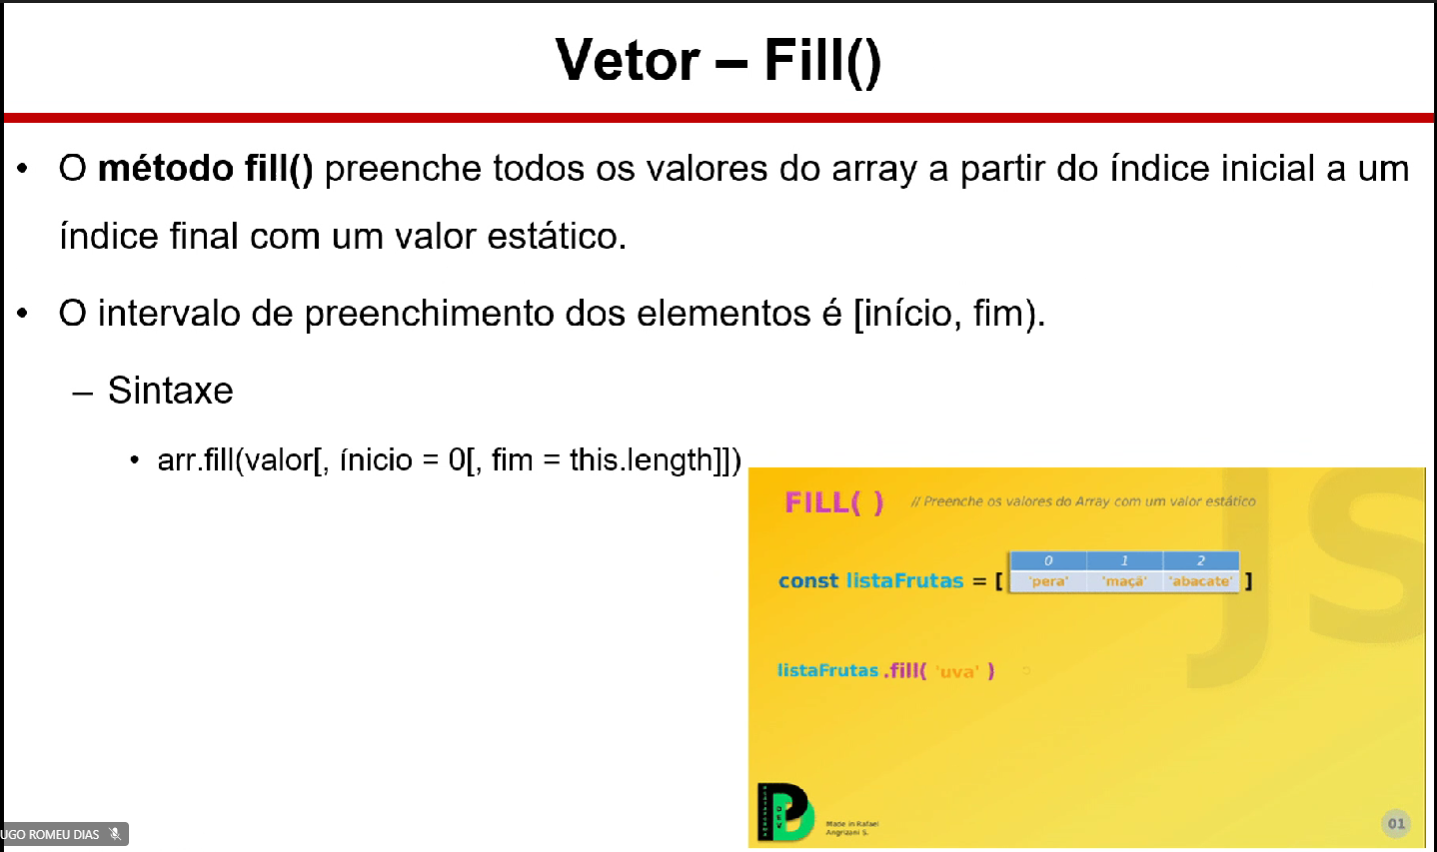 Vetor – Fill()
• O método fill() preenche todos os valores do array a partir do índice inicial a um
índice final com um valor estático.
• O intervalo de preenchimento dos elementos é [início, fim).
– Sintaxe
• arr.fill(valor[, ínicio = 0[, fim = this.length]])
FILL( ) // Preenche os valores do Array com um valor estático
JS
0 1 2
const listaFrutas = [ 'pera' 'maçã' 'abacate' ]
listaFrutas .fill( 'uva' )
Made in Rafael
Angrizani S.
01
UGO ROMEU DIAS